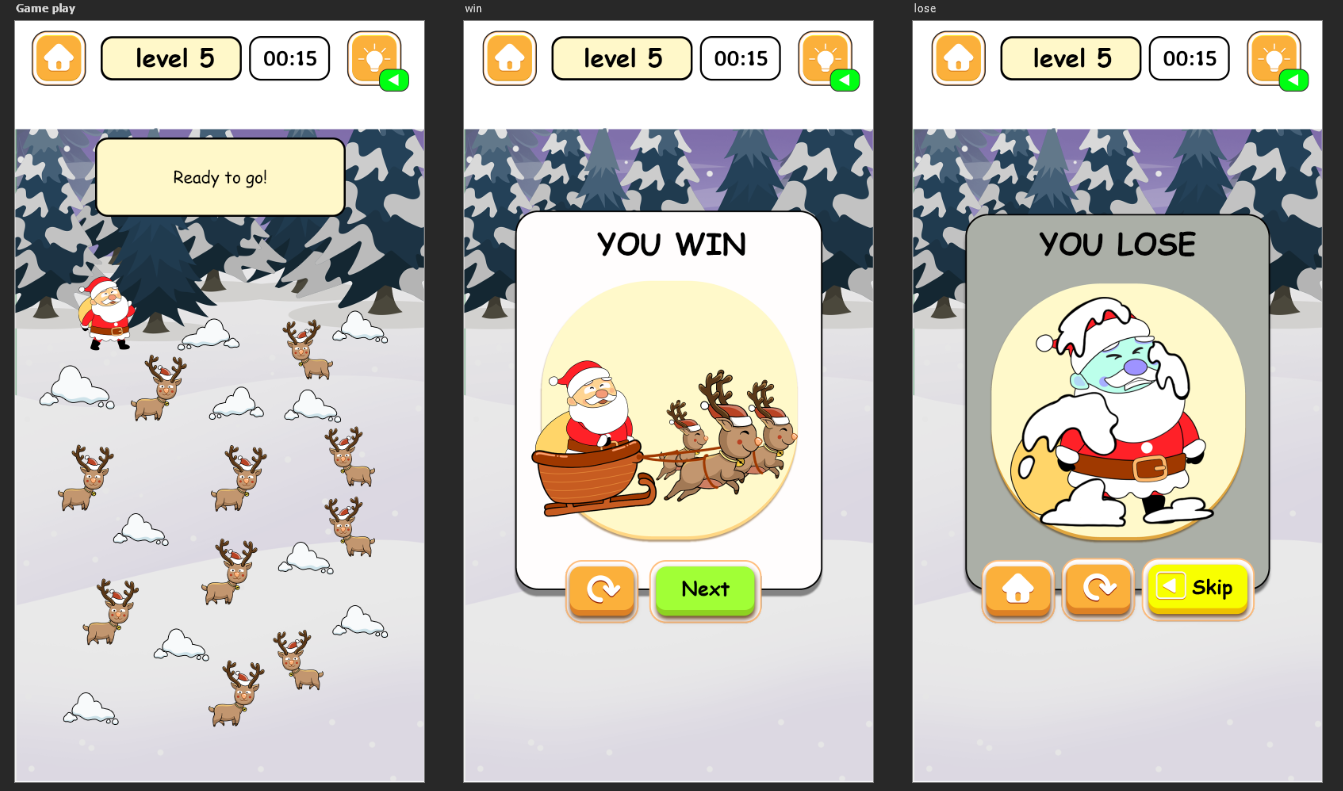 Game play
level 5
00:15
Ready to go!
win
level 5
00:15
YOU WIN
Next
lose
level 5
00:15
YOU LOSE
Skip